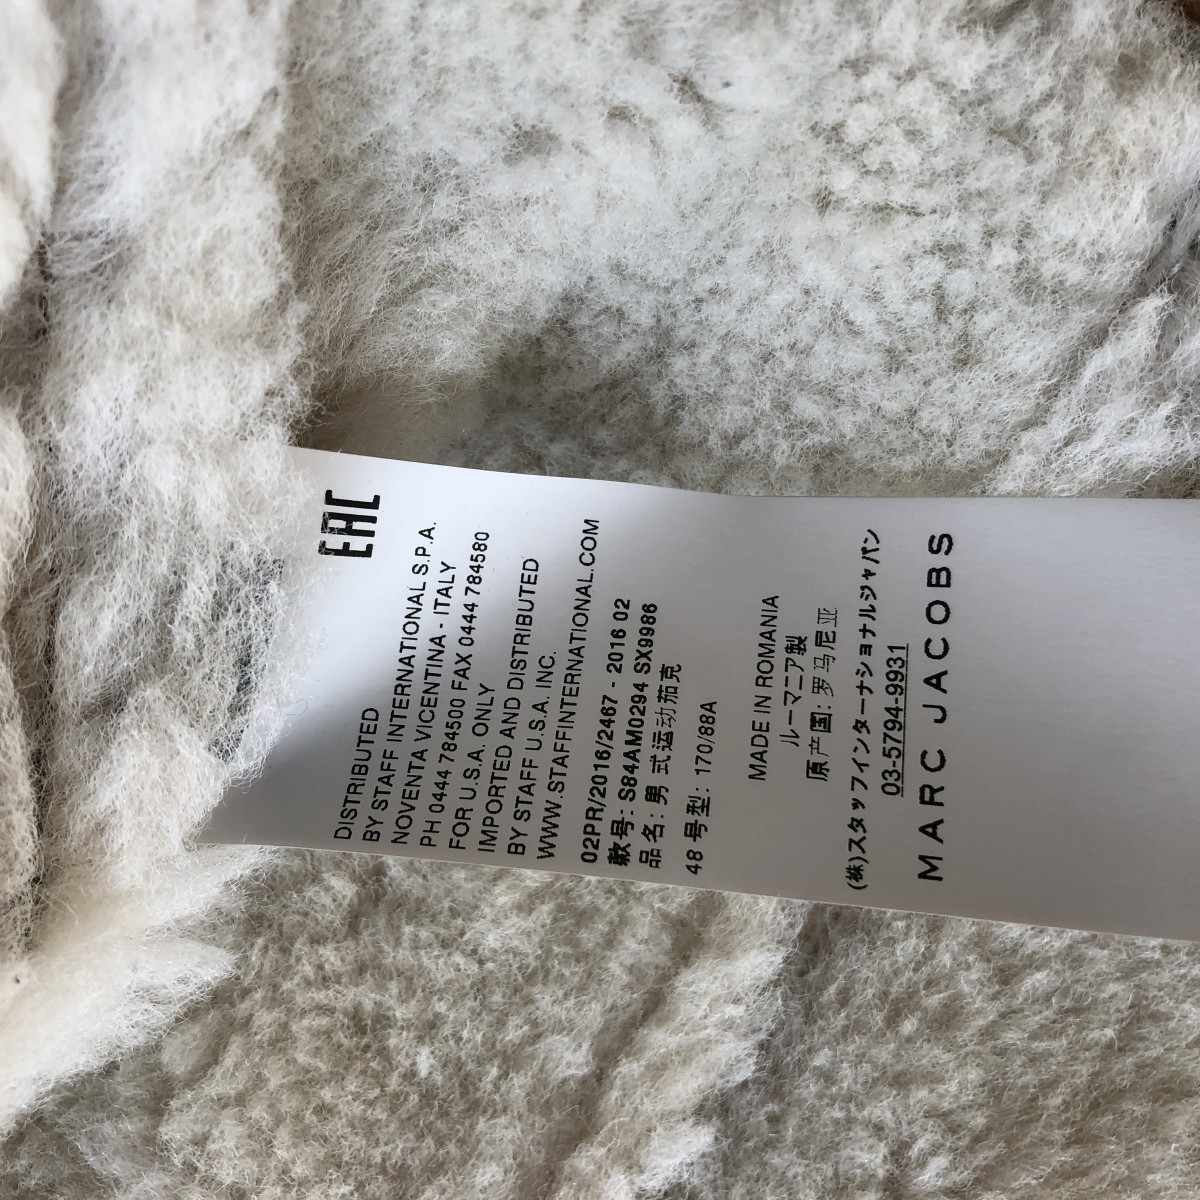 EAC
DISTRIBUTED
BY STAFF INTERNATIONAL S.P.A.
NOVENTA VICENTINA - ITALY
PH 0444 784500 FAX 0444 784580
FOR U.S.A. ONLY
IMPORTED AND DISTRIBUTED
BY STAFF U.S.A. INC.
WWW.STAFFINTERNATIONAL.COM
02PR/2016/2467 - 2016 02
款号: S84AM0294 SX9986
品名: 男 式运动茄克
48 号型: 170/88A
MADE IN ROMANIA
ルーマニア製
原产国: 罗马尼亚
(株)スタッフインターナショナルジャパン
03-5794-9931
MARC JACOBS